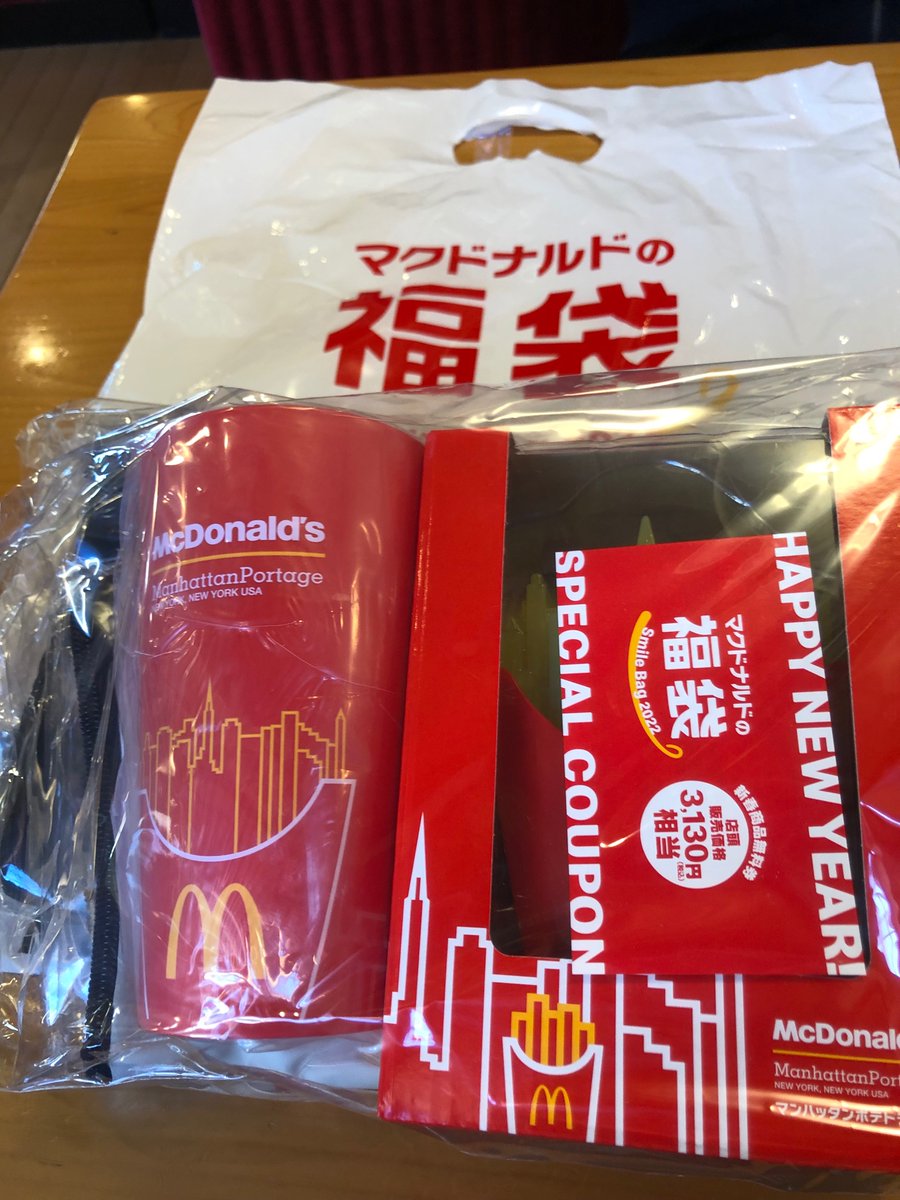 マクドナルドの
福袋
McDonald's
ManhattanPortage
NEW YORK, NEW YORK USA
HAPPY NEW YEAR!
マクドナルドの
福袋
Smile Bag 2022
新春商品無料券
店頭
販売価格
3,130円
(税込)
相当
SPECIAL COUPON
McDonal
ManhattanPort
NEW YORK, NEW YORK USA
マンハッタンポテト